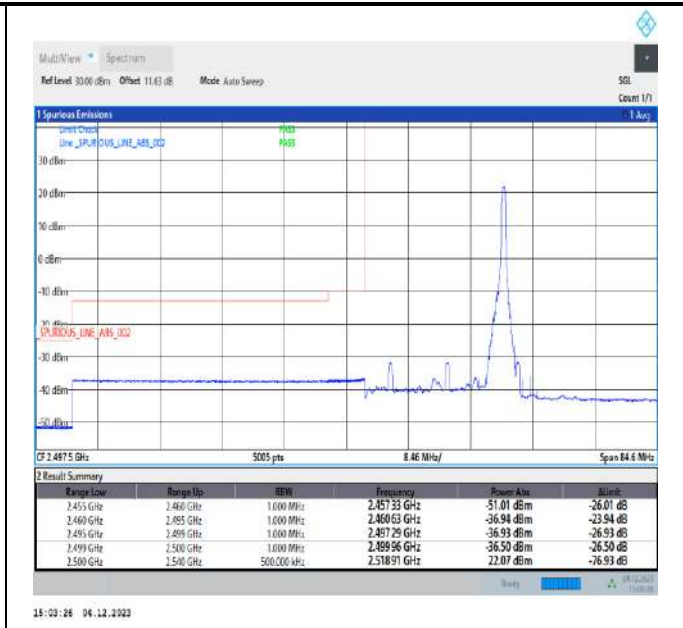 MultiView Spectrum
Ref Level 30.00 dBm Offset 11.63 dB Mode Auto Sweep SGL
Count 1/1
1 Spurious Emissions 1 Avg
Limit Check PASS
Line _SPURIOUS_LINE_ABS_002 PASS
30 dBm
20 dBm
10 dBm
0 dBm
-10 dBm
-20 dBm
_SPURIOUS_LINE_ABS_002
-30 dBm
-40 dBm
-50 dBm
CF 2.4975 GHz 5005 pts 8.46 MHz/ Span 84.6 MHz
2 Result Summary
Range Low Range Up RBW Frequency Power Abs ΔLimit
2.455 GHz 2.460 GHz 1.000 MHz 2.45733 GHz -51.01 dBm -26.01 dB
2.460 GHz 2.495 GHz 1.000 MHz 2.46063 GHz -36.94 dBm -23.94 dB
2.495 GHz 2.499 GHz 1.000 MHz 2.49729 GHz -36.93 dBm -26.93 dB
2.499 GHz 2.500 GHz 1.000 MHz 2.49996 GHz -36.50 dBm -26.50 dB
2.500 GHz 2.540 GHz 500.000 kHz 2.51891 GHz 22.07 dBm -76.93 dB
Ready 04.12.2023
15:03:26 04.12.2023